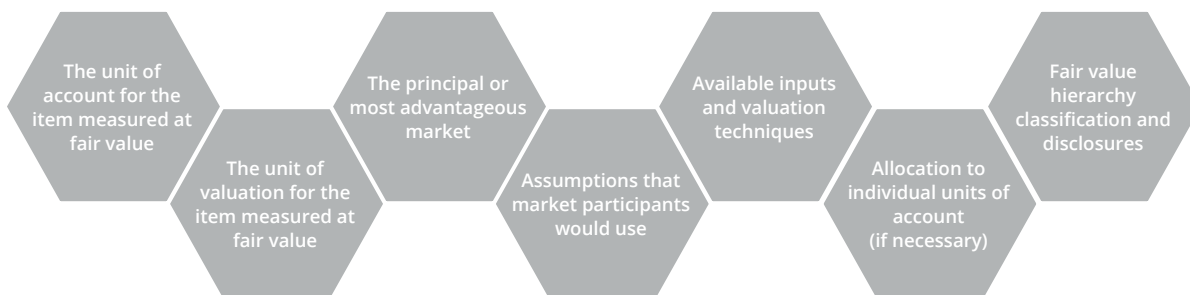 The unit of
account for the
item measured at
fair value
The unit of
valuation for the
item measured at
fair value
The principal or
most advantageous
market
Assumptions that
market participants
would use
Available inputs
and valuation
techniques
Allocation to
individual units of
account
(if necessary)
Fair value
hierarchy
classification and
disclosures